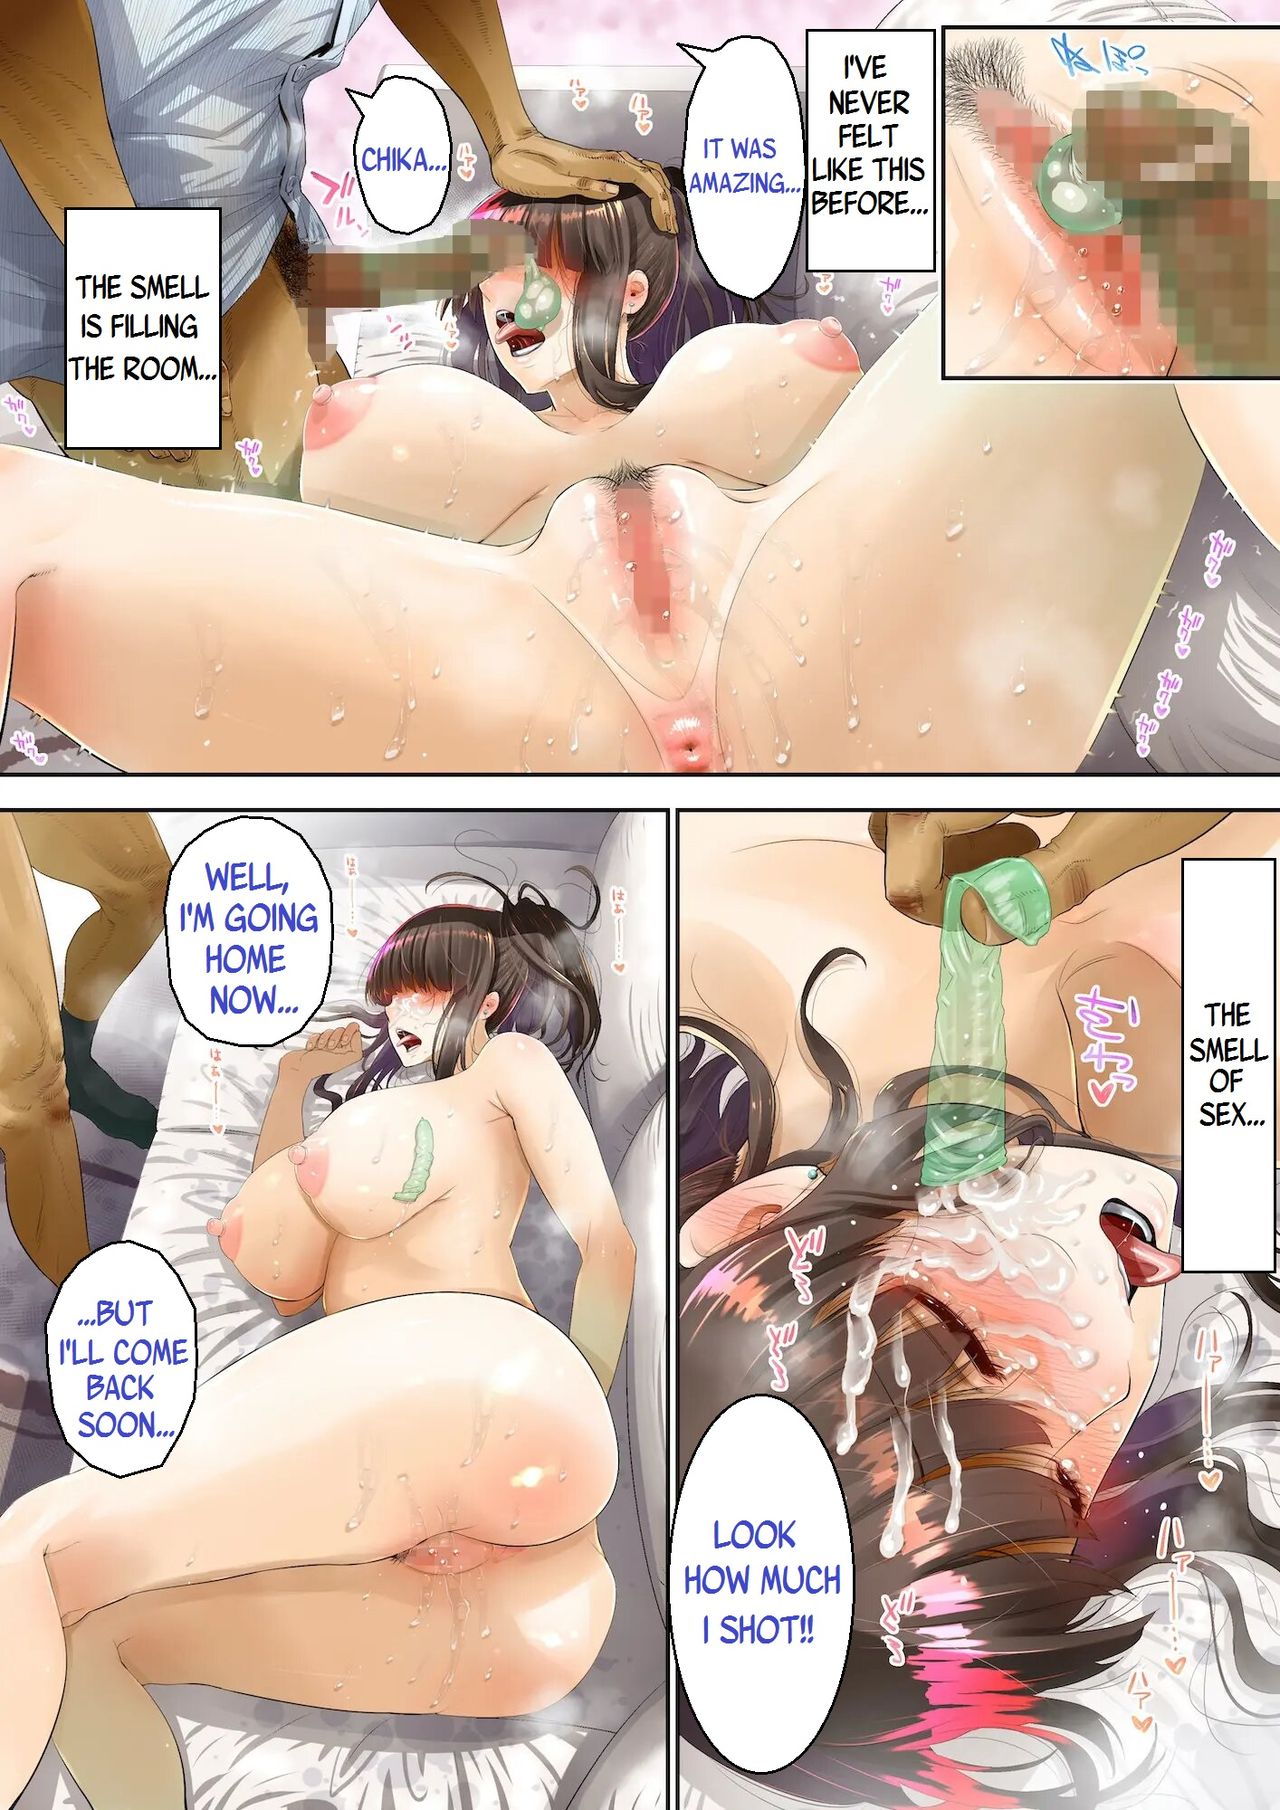 I'VE
NEVER
FELT
LIKE THIS
BEFORE...
IT WAS
AMAZING...
CHIKA...
THE SMELL
IS FILLING
THE ROOM...
THE
SMELL
OF
SEX...
LOOK
HOW MUCH
I SHOT!!
WELL,
I'M GOING
HOME
NOW...
...BUT
I'LL COME
BACK
SOON...